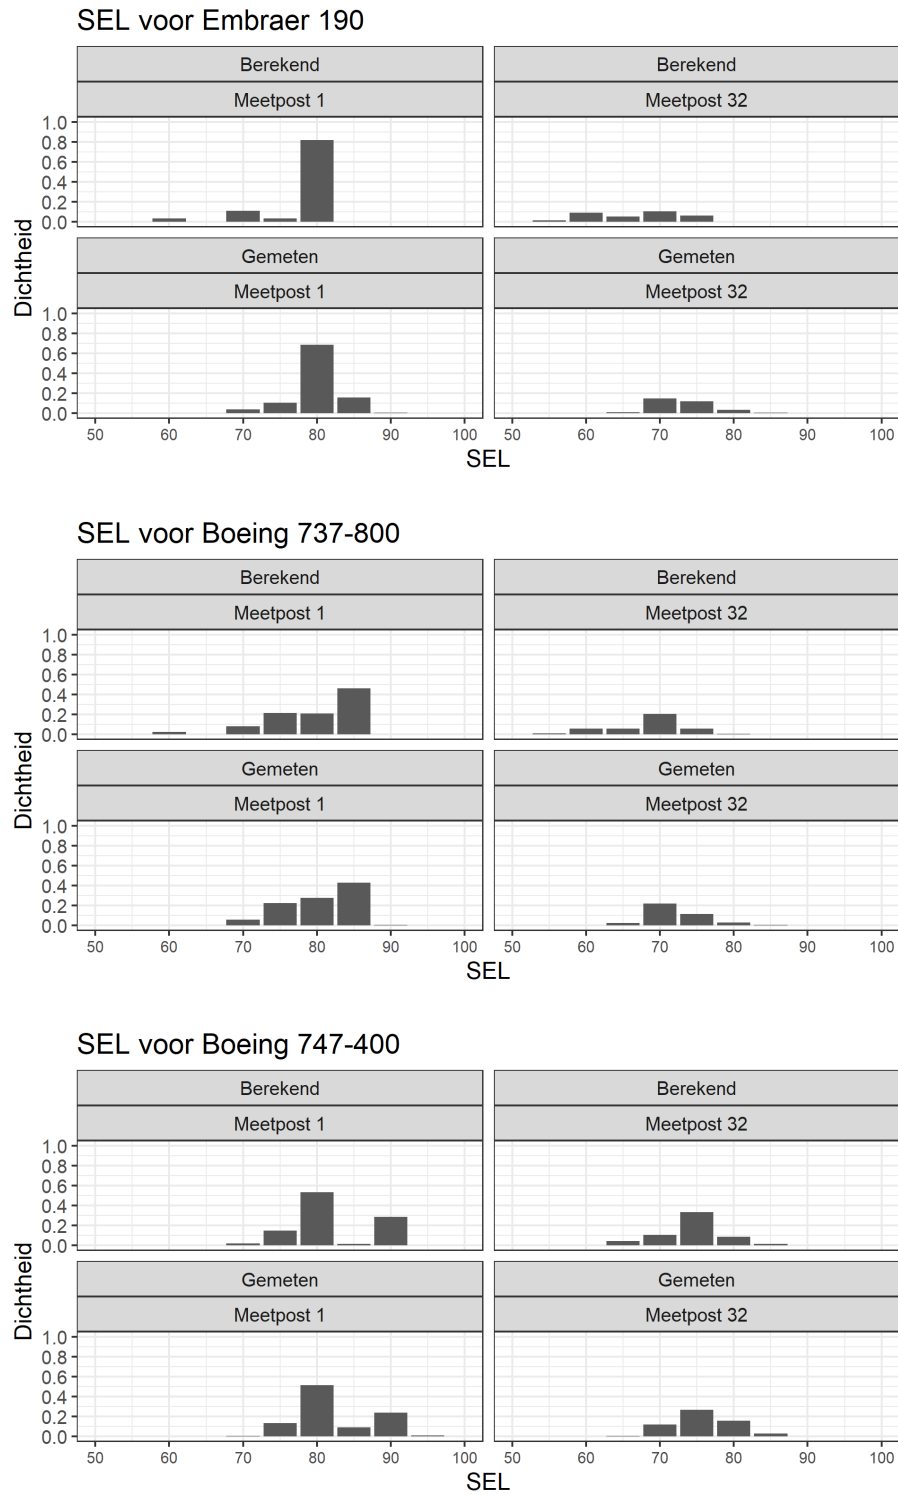 SEL voor Embraer 190
Berekend
Berekend
Meetpost 1
Meetpost 32
1.0
0.8
0.6
0.4
0.2
0.0
Gemeten
Gemeten
Meetpost 1
Meetpost 32
1.0
0.8
0.6
0.4
0.2
0.0
Dichtheid
50 60 70 80 90 100 50 60 70 80 90 100
SEL
SEL voor Boeing 737-800
Berekend
Berekend
Meetpost 1
Meetpost 32
1.0
0.8
0.6
0.4
0.2
0.0
Gemeten
Gemeten
Meetpost 1
Meetpost 32
1.0
0.8
0.6
0.4
0.2
0.0
Dichtheid
50 60 70 80 90 100 50 60 70 80 90 100
SEL
SEL voor Boeing 747-400
Berekend
Berekend
Meetpost 1
Meetpost 32
1.0
0.8
0.6
0.4
0.2
0.0
Gemeten
Gemeten
Meetpost 1
Meetpost 32
1.0
0.8
0.6
0.4
0.2
0.0
Dichtheid
50 60 70 80 90 100 50 60 70 80 90 100
SEL